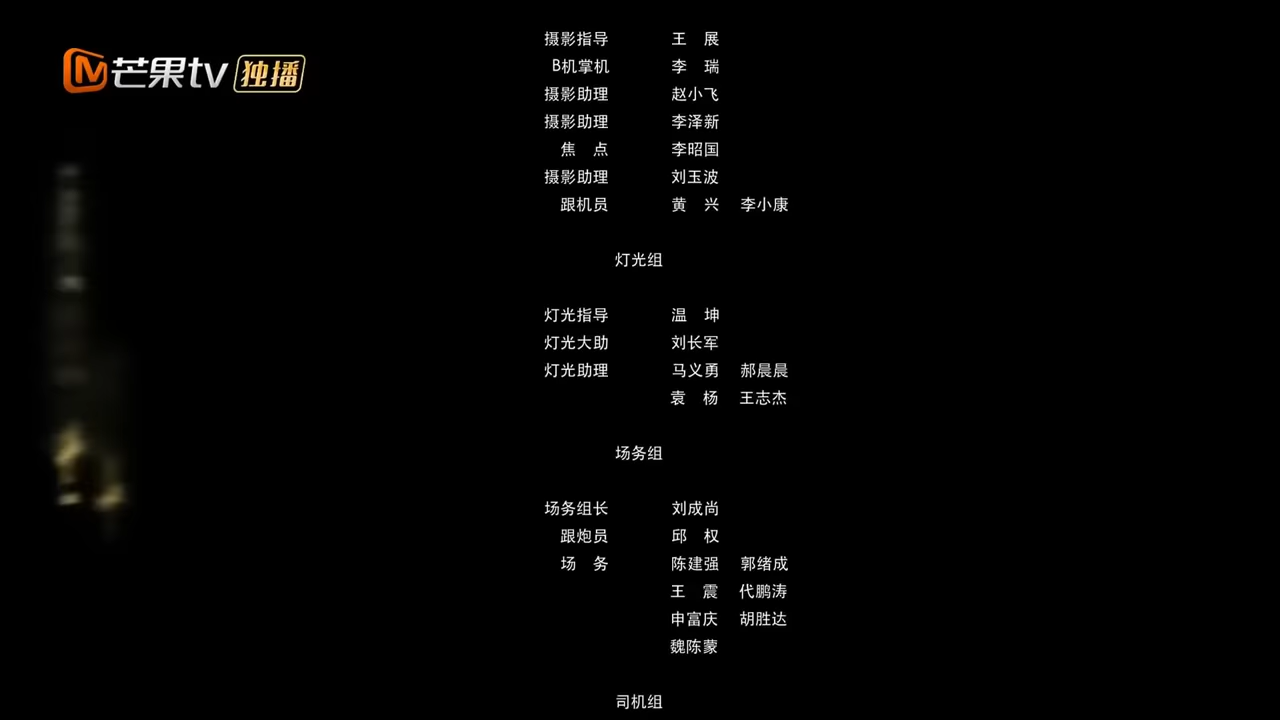 芒果tv 独播
摄影指导 王 展
B机掌机 李 瑞
摄影助理 赵小飞
摄影助理 李泽新
焦 点 李昭国
摄影助理 刘玉波
跟机员 黄 兴 李小康
灯光组
灯光指导 温 坤
灯光大助 刘长军
灯光助理 马义勇 郝晨晨
袁 杨 王志杰
场务组
场务组长 刘成尚
跟炮员 邱 权
场 务 陈建强 郭绪成
王 震 代鹏涛
申富庆 胡胜达
魏陈蒙
司机组